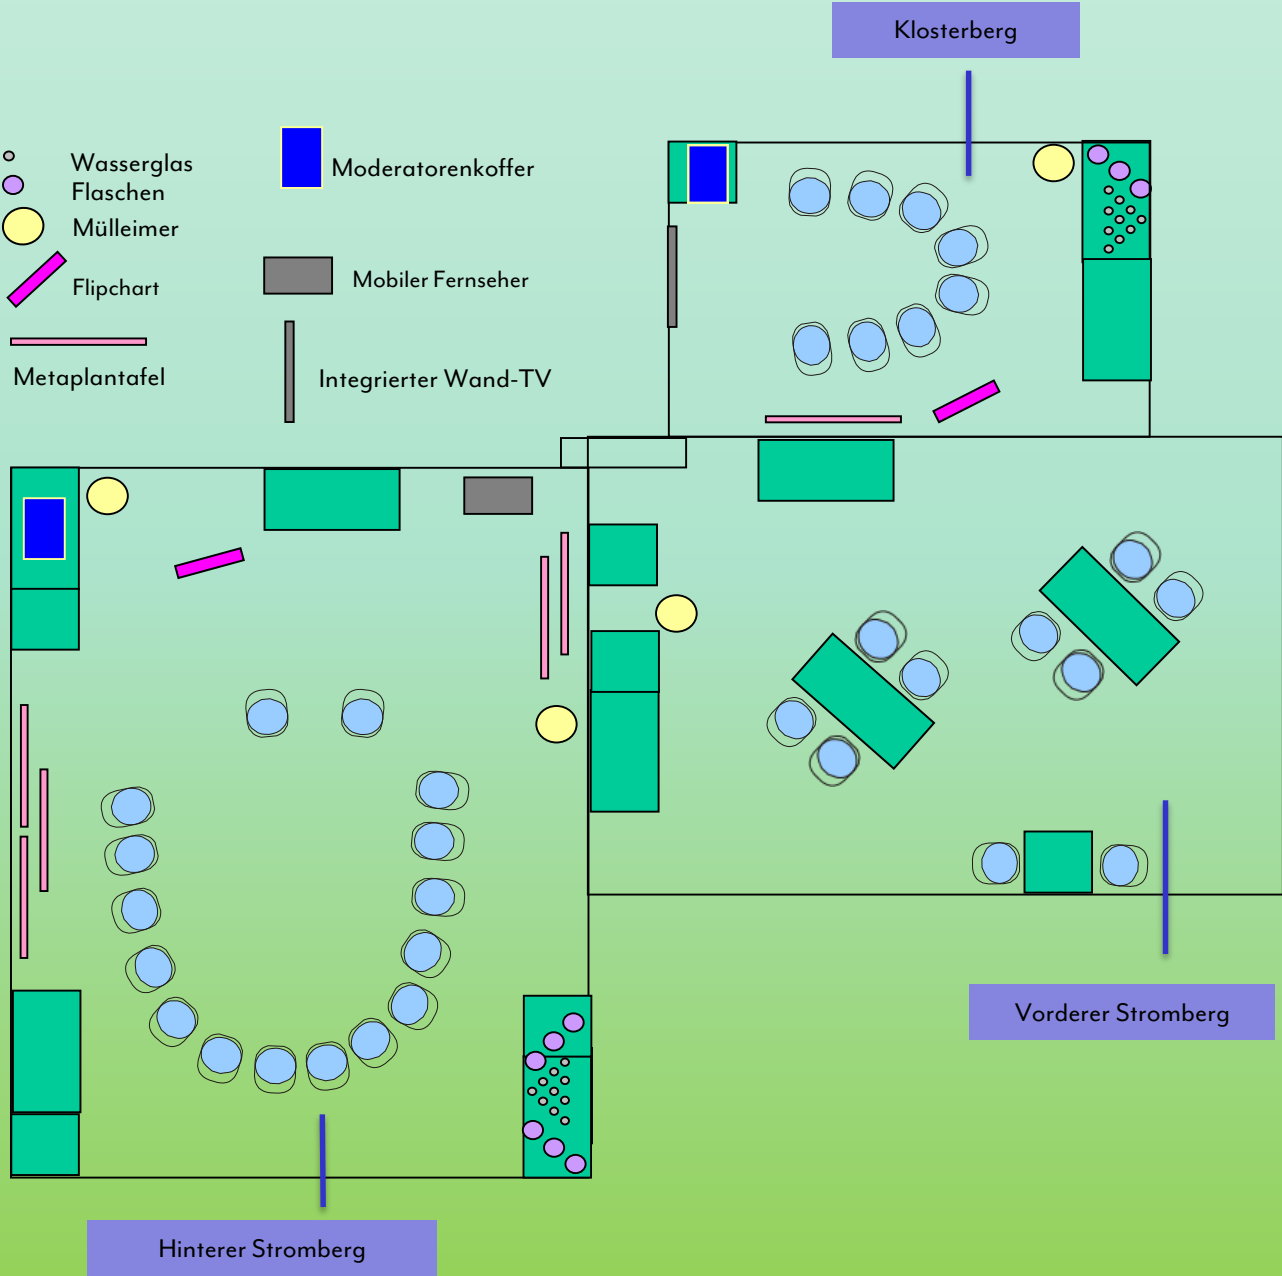 Klosterberg
Wasserglas
Flaschen
Moderatorenkoffer
Mülleimer
Flipchart
Mobiler Fernseher
Metaplantafel
Integrierter Wand-TV
Vorderer Stromberg
Hinterer Stromberg